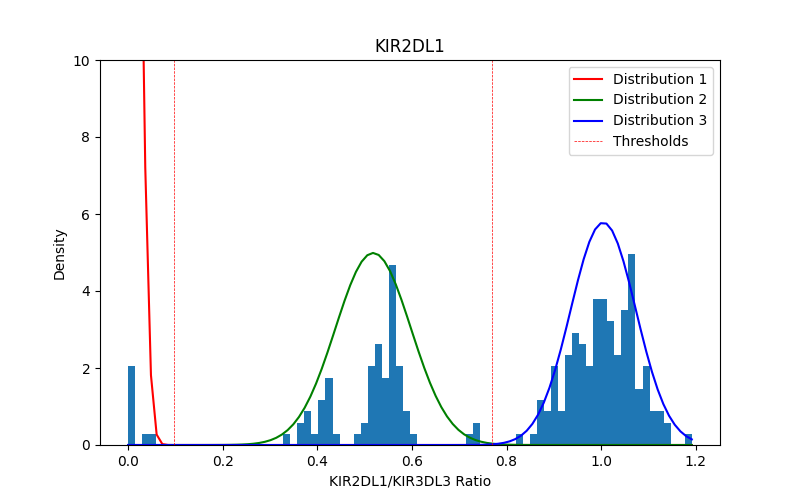 KIR2DL1
Distribution 1
Distribution 2
Distribution 3
Thresholds
Density
10
8
6
4
2
0
0.0 0.2 0.4 0.6 0.8 1.0 1.2
KIR2DL1/KIR3DL3 Ratio